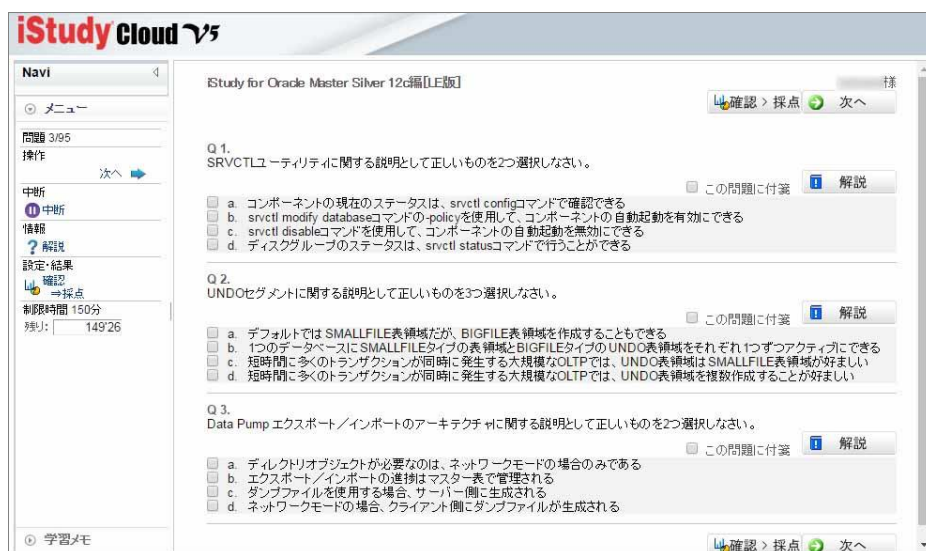 iStudy Cloud V5
Navi
メニュー
問題 3/95
操作
次へ
中断
中断
情報
解説
設定・結果
確認
⇒採点
制限時間 150分
残り: 149'26
学習メモ
iStudy for Oracle Master Silver 12c編[LE版]
様
確認 > 採点 次へ
Q 1.
SRVCTLユーティリティに関する説明として正しいものを2つ選択しなさい。
この問題に付箋 解説
a. コンポーネントの現在のステータスは、srvctl configコマンドで確認できる
b. srvctl modify databaseコマンドの-policyを使用して、コンポーネントの自動起動を有効にできる
c. srvctl disableコマンドを使用して、コンポーネントの自動起動を無効にできる
d. ディスクグループのステータスは、srvctl statusコマンドで行うことができる
Q 2.
UNDOセグメントに関する説明として正しいものを3つ選択しなさい。
この問題に付箋 解説
a. デフォルトではSMALLFILE表領域だが、BIGFILE表領域を作成することもできる
b. 1つのデータベースにSMALLFILEタイプの表領域とBIGFILEタイプのUNDO表領域をそれぞれ1つずつアクティブにできる
c. 短時間に多くのトランザクションが同時に発生する大規模なOLTPでは、UNDO表領域はSMALLFILE表領域が好ましい
d. 短時間に多くのトランザクションが同時に発生する大規模なOLTPでは、UNDO表領域を複数作成することが好ましい
Q 3.
Data Pump エクスポート／インポートのアーキテクチャに関する説明として正しいものを2つ選択しなさい。
この問題に付箋 解説
a. ディレクトリオブジェクトが必要なのは、ネットワークモードの場合のみである
b. エクスポート／インポートの進捗はマスター表で管理される
c. ダンプファイルを使用する場合、サーバー側に生成される
d. ネットワークモードの場合、クライアント側にダンプファイルが生成される
確認 > 採点 次へ